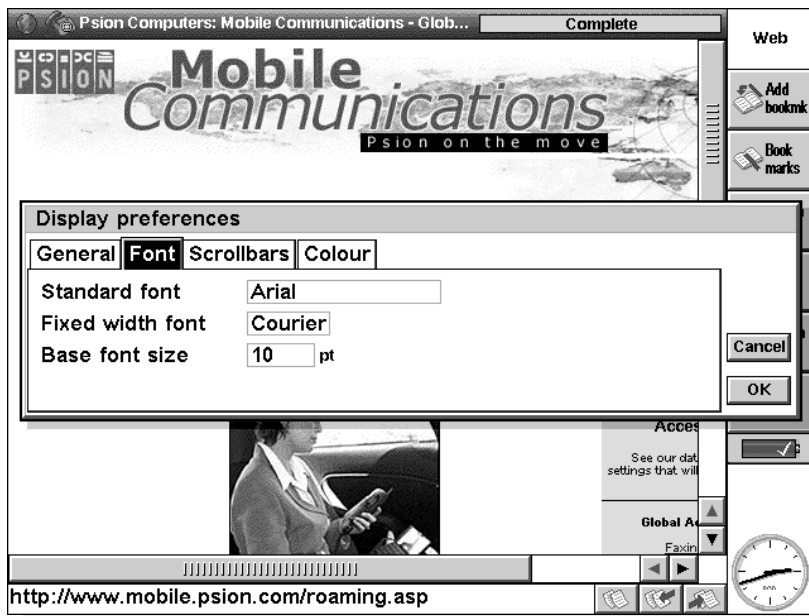 Psion Computers: Mobile Communications - Glob...
Complete
Web
PSION
Mobile
Communications
Psion on the move
Add
bookmk
Book
marks
Display preferences
General Font Scrollbars Colour
Standard font Arial
Fixed width font Courier
Base font size 10 pt
Cancel
OK
Acces
See our dat
settings that will
Global Ac
Faxin
http://www.mobile.psion.com/roaming.asp